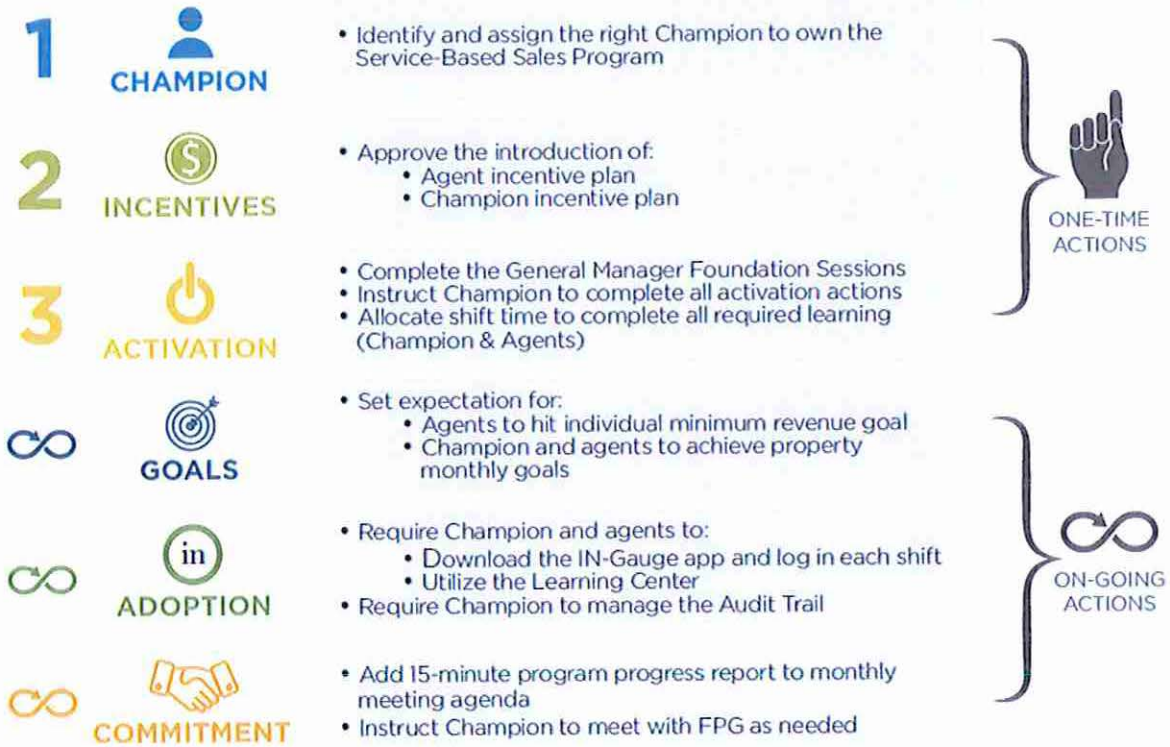 1
CHAMPION
• Identify and assign the right Champion to own the
Service-Based Sales Program
2
$
INCENTIVES
• Approve the introduction of:
• Agent incentive plan
• Champion incentive plan
ONE-TIME
ACTIONS
3
ACTIVATION
• Complete the General Manager Foundation Sessions
• Instruct Champion to complete all activation actions
• Allocate shift time to complete all required learning
(Champion & Agents)
GOALS
• Set expectation for:
• Agents to hit individual minimum revenue goal
• Champion and agents to achieve property
monthly goals
in
ADOPTION
• Require Champion and agents to:
• Download the IN-Gauge app and log in each shift
• Utilize the Learning Center
• Require Champion to manage the Audit Trail
ON-GOING
ACTIONS
COMMITMENT
• Add 15-minute program progress report to monthly
meeting agenda
• Instruct Champion to meet with FPG as needed